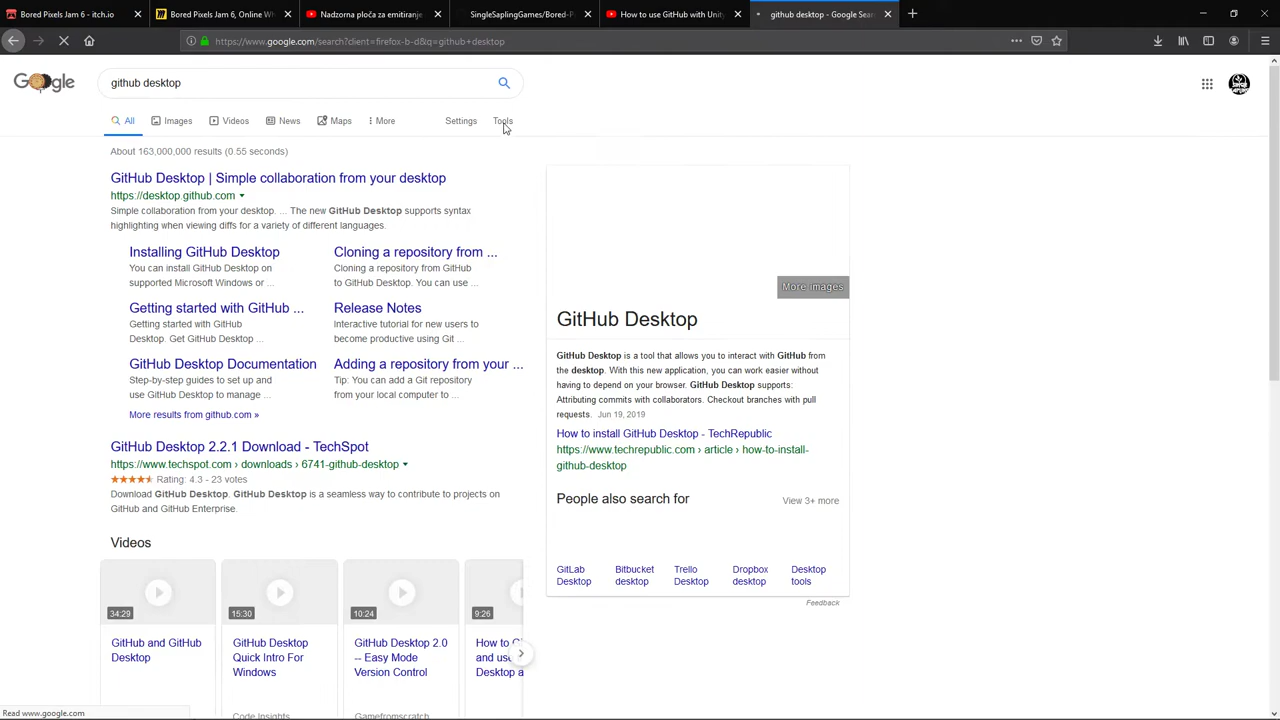 Bored Pixels Jam 6 - itch.io
Bored Pixels Jam 6, Online Wh
Nadzorna ploča za emitiranje
SingleSaplingGames/Bored-P
How to use GitHub with Unity
github desktop - Google Sear
https://www.google.com/search?client=firefox-b-d&q=github+desktop
Google
github desktop
All
Images
Videos
News
Maps
More
Settings
Tools
About 163,000,000 results (0.55 seconds)
GitHub Desktop | Simple collaboration from your desktop
https://desktop.github.com
Simple collaboration from your desktop. ... The new GitHub Desktop supports syntax
highlighting when viewing diffs for a variety of different languages.
Installing GitHub Desktop
You can install GitHub Desktop on
supported Microsoft Windows or ...
Cloning a repository from ...
Cloning a repository from GitHub
to GitHub Desktop. You can use ...
Getting started with GitHub ...
Getting started with GitHub
Desktop. Get GitHub Desktop ...
Release Notes
Interactive tutorial for new users to
become productive using Git ...
GitHub Desktop Documentation
Step-by-step guides to set up and
use GitHub Desktop to manage ...
Adding a repository from your ...
Tip: You can add a Git repository
from your local computer to ...
More results from github.com »
GitHub Desktop 2.2.1 Download - TechSpot
https://www.techspot.com › downloads › 6741-github-desktop
Rating: 4.3 - 23 votes
Download GitHub Desktop. GitHub Desktop is a seamless way to contribute to projects on
GitHub and GitHub Enterprise.
Videos
34:29
GitHub and GitHub
Desktop
15:30
GitHub Desktop
Quick Intro For
Windows
Code Insights
10:24
GitHub Desktop 2.0
-- Easy Mode
Version Control
Gamefromscratch
9:26
How to Gi
and use
Desktop a
More images
GitHub Desktop
GitHub Desktop is a tool that allows you to interact with GitHub from
the desktop. With this new application, you can work easier without
having to depend on your browser. GitHub Desktop supports:
Attributing commits with collaborators. Checkout branches with pull
requests. Jun 19, 2019
How to install GitHub Desktop - TechRepublic
https://www.techrepublic.com › article › how-to-install-
github-desktop
People also search for
View 3+ more
GitLab
Desktop
Bitbucket
desktop
Trello
Desktop
Dropbox
desktop
Desktop
tools
Feedback
Read www.google.com